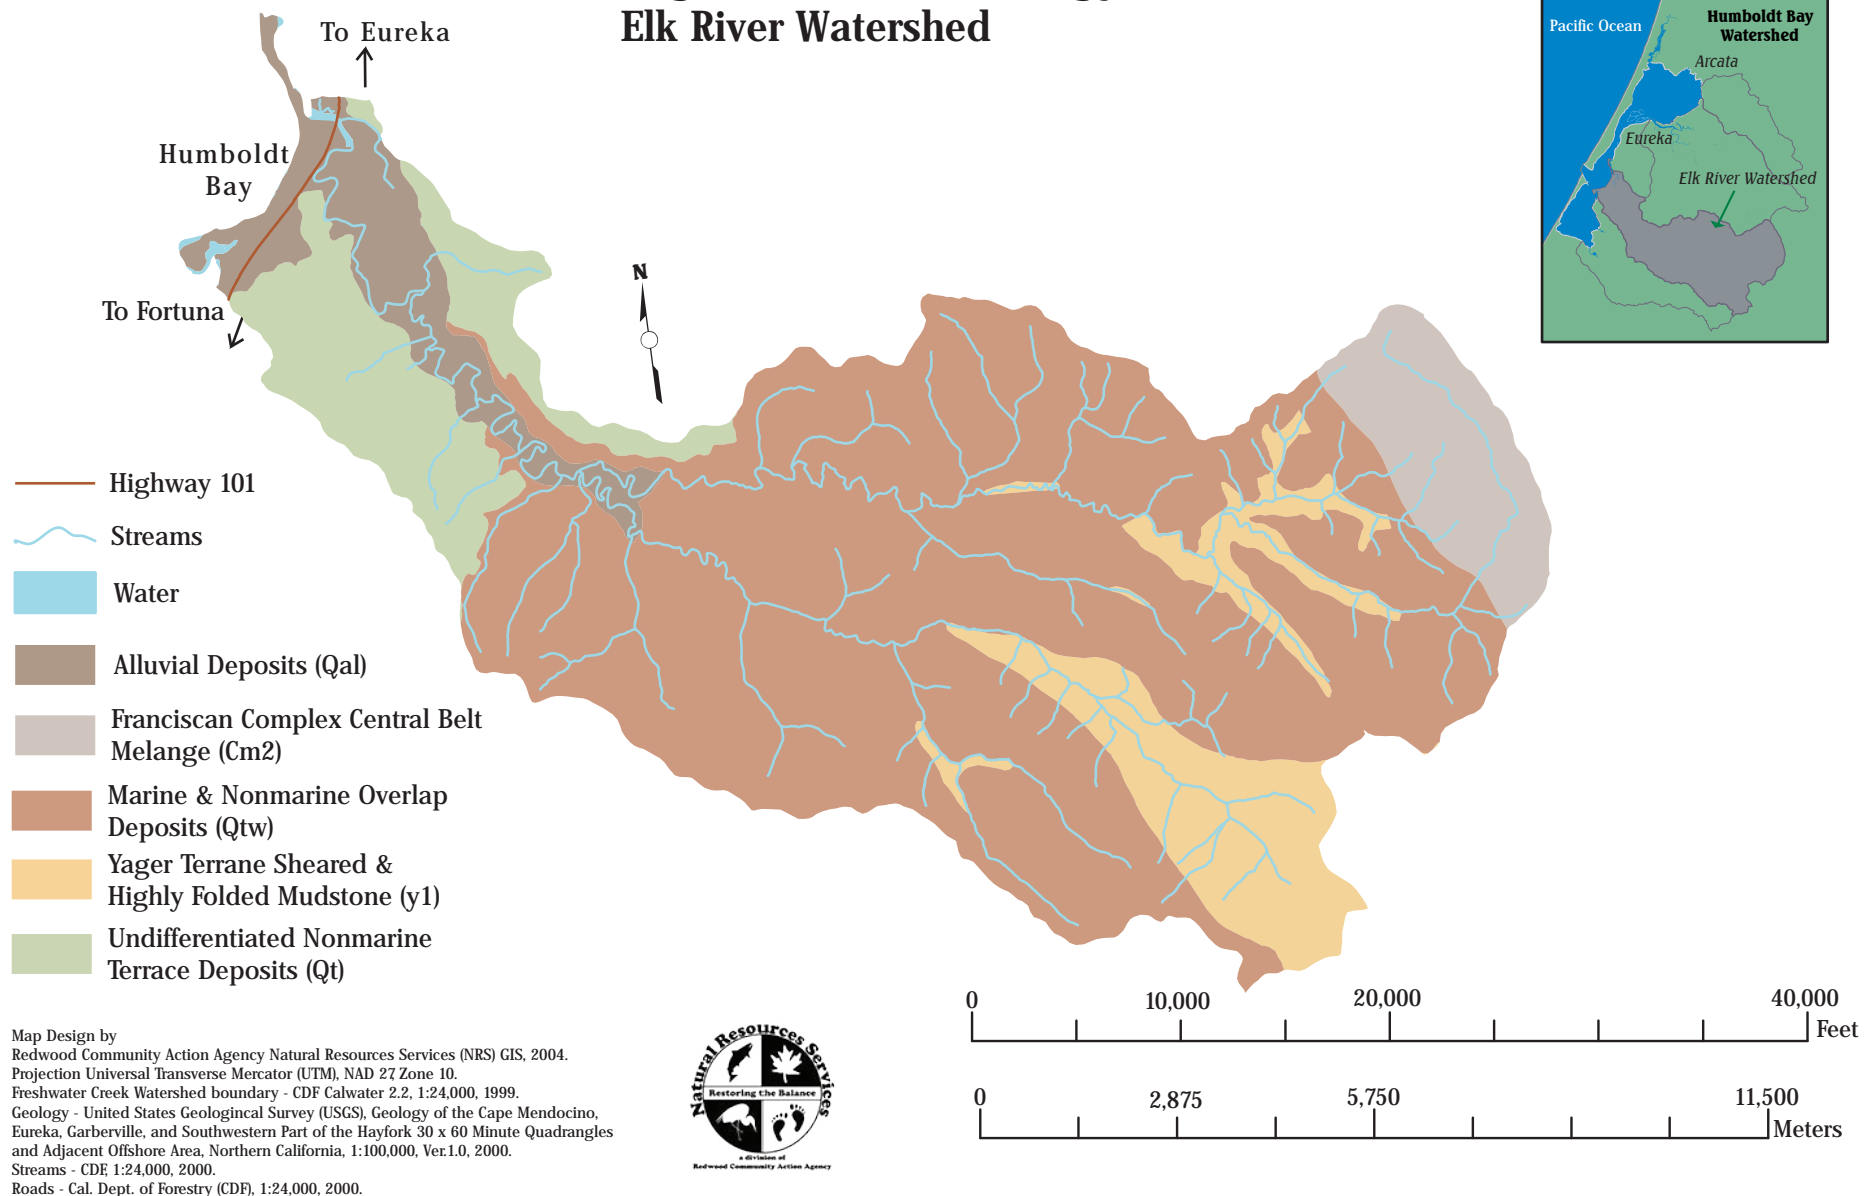 Elk River Watershed
To Eureka
Humboldt
Bay
To Fortuna
N
Pacific Ocean
Humboldt Bay
Watershed
Arcata
Eureka
Elk River Watershed
Highway 101
Streams
Water
Alluvial Deposits (Qal)
Franciscan Complex Central Belt
Melange (Cm2)
Marine & Nonmarine Overlap
Deposits (Qtw)
Yager Terrane Sheared &
Highly Folded Mudstone (y1)
Undifferentiated Nonmarine
Terrace Deposits (Qt)
Map Design by
Redwood Community Action Agency Natural Resources Services (NRS) GIS, 2004.
Projection Universal Transverse Mercator (UTM), NAD 27, Zone 10.
Freshwater Creek Watershed boundary - CDF Calwater 2.2, 1:24,000, 1999.
Geology - United States Geologincal Survey (USGS), Geology of the Cape Mendocino,
Eureka, Garberville, and Southwestern Part of the Hayfork 30 x 60 Minute Quadrangles
and Adjacent Offshore Area, Northern California, 1:100,000, Ver.1.0, 2000.
Streams - CDF, 1:24,000, 2000.
Roads - Cal. Dept. of Forestry (CDF), 1:24,000, 2000.
Natural Resources Services
Restoring the Balance
a division of
Redwood Community Action Agency
0 10,000 20,000 40,000
Feet
0 2,875 5,750 11,500
Meters